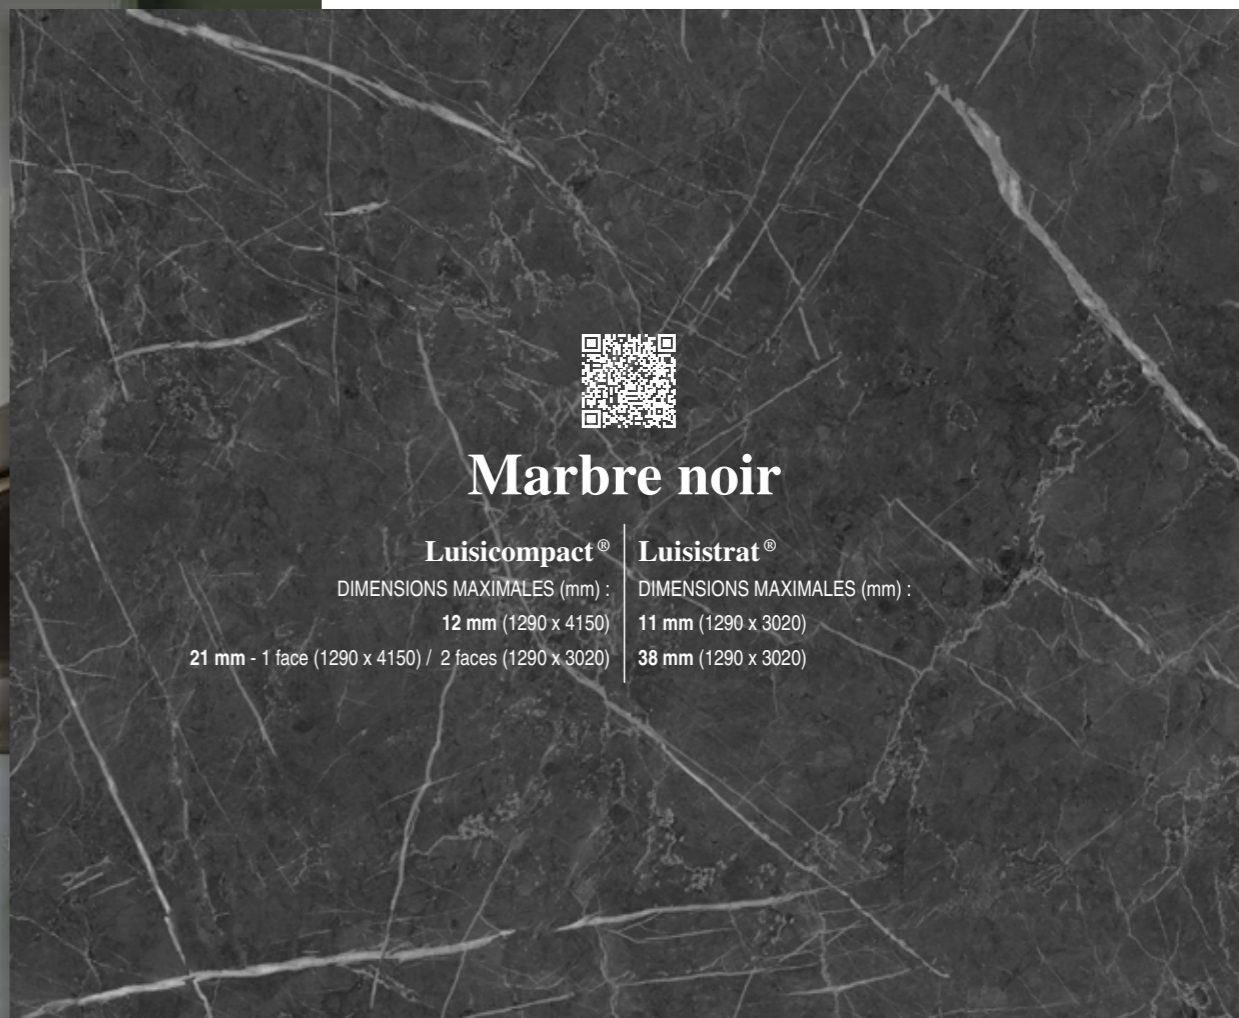 Marbre noir
Luisicompact®
DIMENSIONS MAXIMALES (mm) :
12 mm (1290 x 4150)
21 mm - 1 face (1290 x 4150) / 2 faces (1290 x 3020)
Luisistrat®
DIMENSIONS MAXIMALES (mm) :
11 mm (1290 x 3020)
38 mm (1290 x 3020)